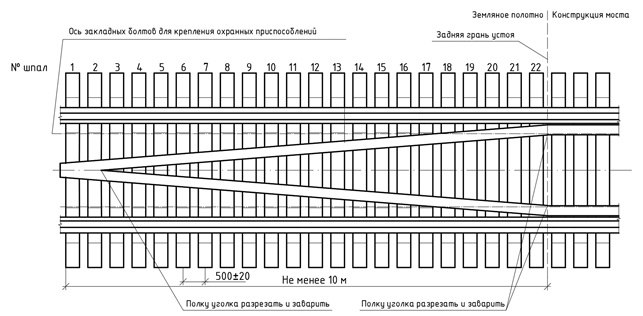 Земляное полотно
Конструкция моста
Ось закладных болтов для крепления охранных приспособлений
Задняя грань устоя
№ шпал
1 2 3 4 5 6 7 8 9 10 11 12 13 14 15 16 17 18 19 20 21 22
500±20
Не менее 10 м
Полку уголка разрезать и заварить
Полку уголка разрезать и заварить